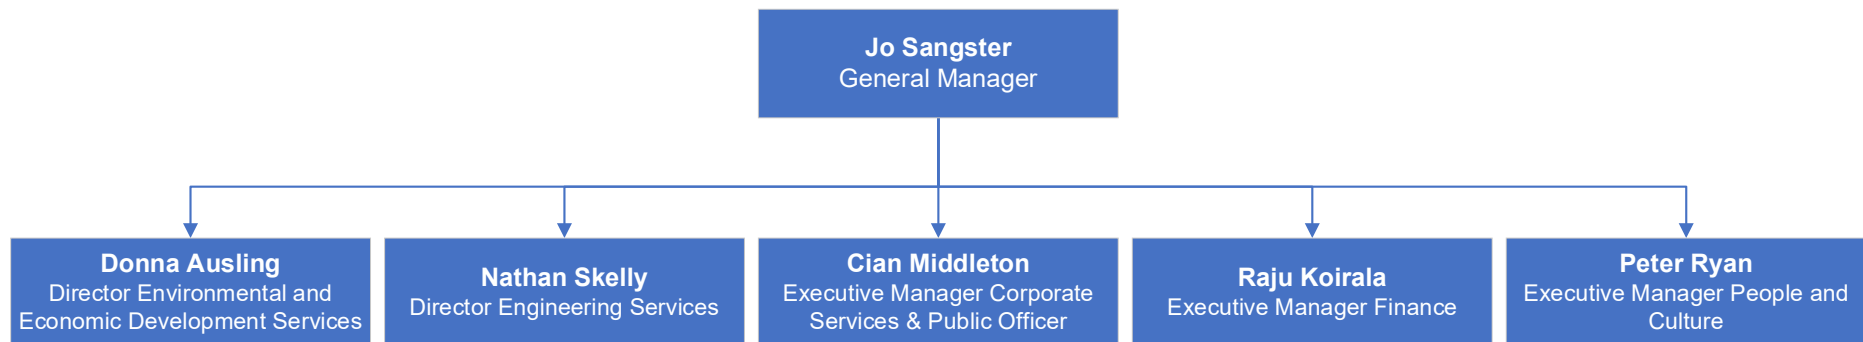 Jo Sangster
General Manager
Donna Ausling
Director Environmental and
Economic Development Services
Nathan Skelly
Director Engineering Services
Cian Middleton
Executive Manager Corporate
Services & Public Officer
Raju Koirala
Executive Manager Finance
Peter Ryan
Executive Manager People and
Culture